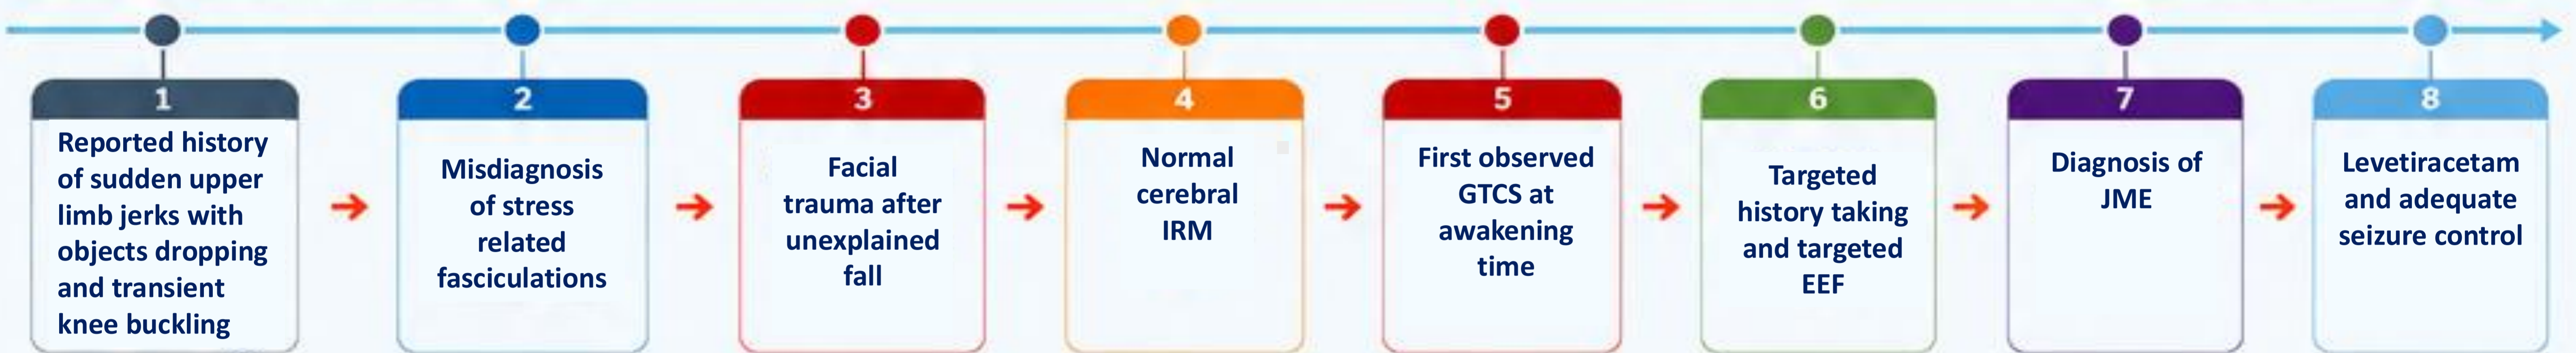 1
Reported history
of sudden upper
limb jerks with
objects dropping
and transient
knee buckling
2
Misdiagnosis
of stress
related
fasciculations
3
Facial
trauma after
unexplained
fall
4
Normal
cerebral
IRM
5
First observed
GTCS at
awakening
time
6
Targeted
history taking
and targeted
EEF
7
Diagnosis of
JME
8
Levetiracetam
and adequate
seizure control